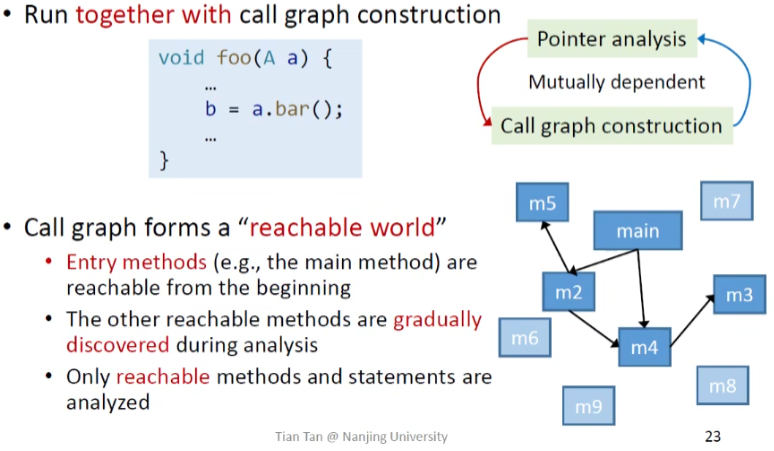 • Run together with call graph construction
void foo(A a) {
…
b = a.bar();
…
}
Pointer analysis
Mutually dependent
Call graph construction
• Call graph forms a “reachable world”
• Entry methods (e.g., the main method) are
reachable from the beginning
• The other reachable methods are gradually
discovered during analysis
• Only reachable methods and statements are
analyzed
m5
m7
main
m2
m3
m6
m4
m8
m9
Tian Tan @ Nanjing University
23